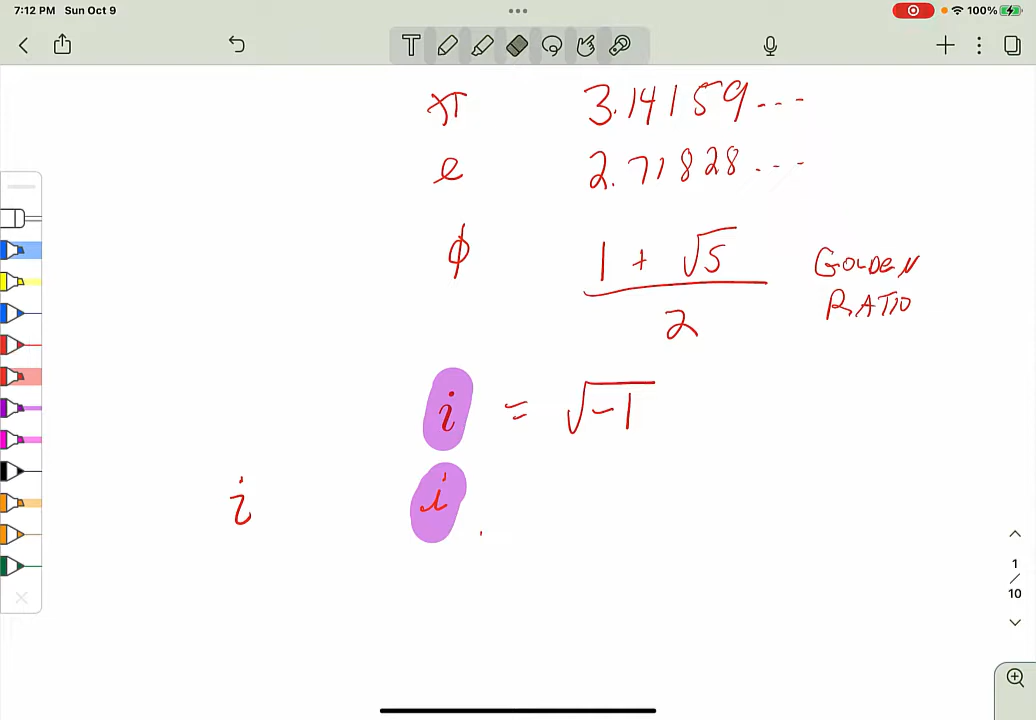 7:12 PM Sun Oct 9
100%
T
π 3.14159...
e 2.71828...
ϕ (1 + √5)/2 GOLDEN RATIO
i = √-1
i i
1
/
10